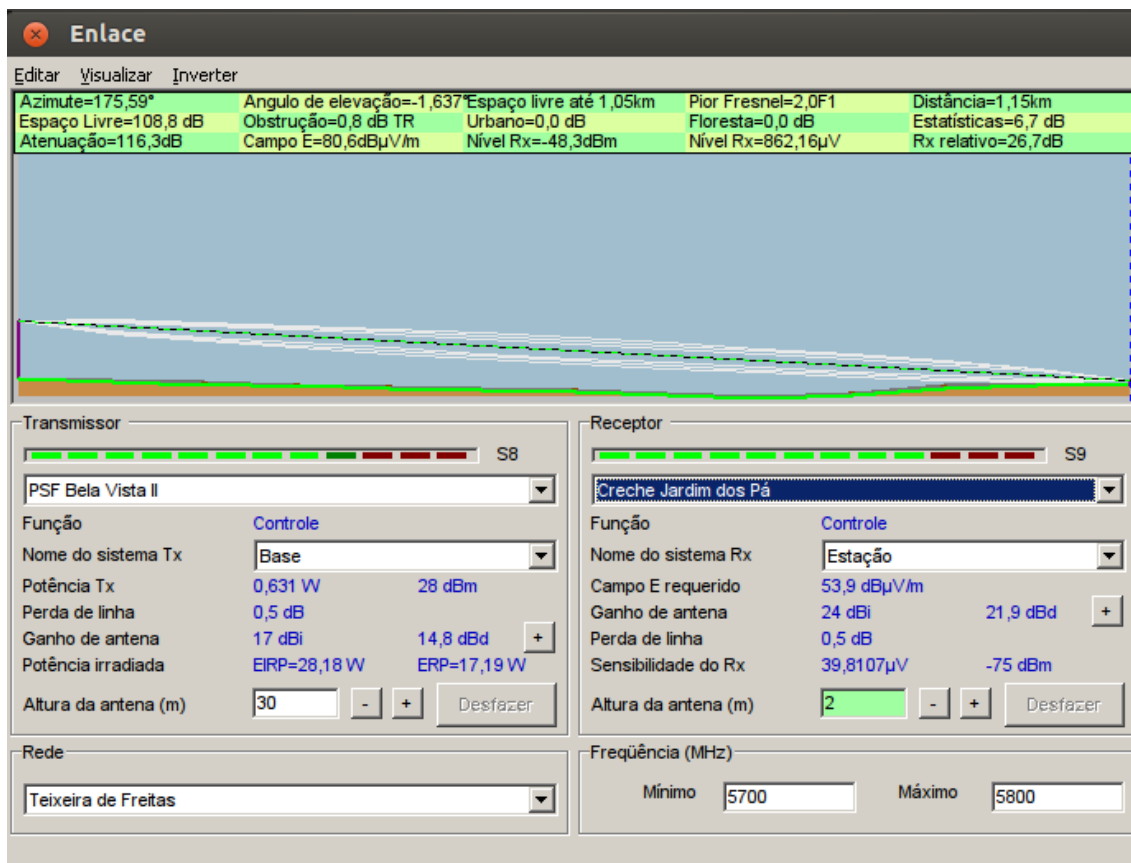 Enlace
Editar Visualizar Inverter
Azimute=175,59° Angulo de elevação=-1,637° Espaço livre até 1,05km Pior Fresnel=2,0F1 Distância=1,15km
Espaço Livre=108,8 dB Obstrução=0,8 dB TR Urbano=0,0 dB Floresta=0,0 dB Estatísticas=6,7 dB
Atenuação=116,3dB Campo E=80,6dBµV/m Nível Rx=-48,3dBm Nível Rx=862,16µV Rx relativo=26,7dB
Transmissor
S8
PSF Bela Vista II
Função Controle
Nome do sistema Tx Base
Potência Tx 0,631 W 28 dBm
Perda de linha 0,5 dB
Ganho de antena 17 dBi 14,8 dBd +
Potência irradiada EIRP=28,18 W ERP=17,19 W
Altura da antena (m) 30 - + Desfazer
Receptor
S9
Creche Jardim dos Pá
Função Controle
Nome do sistema Rx Estação
Campo E requerido 53,9 dBµV/m
Ganho de antena 24 dBi 21,9 dBd +
Perda de linha 0,5 dB
Sensibilidade do Rx 39,8107µV -75 dBm
Altura da antena (m) 2 - + Desfazer
Rede
Teixeira de Freitas
Freqüência (MHz)
Mínimo 5700 Máximo 5800